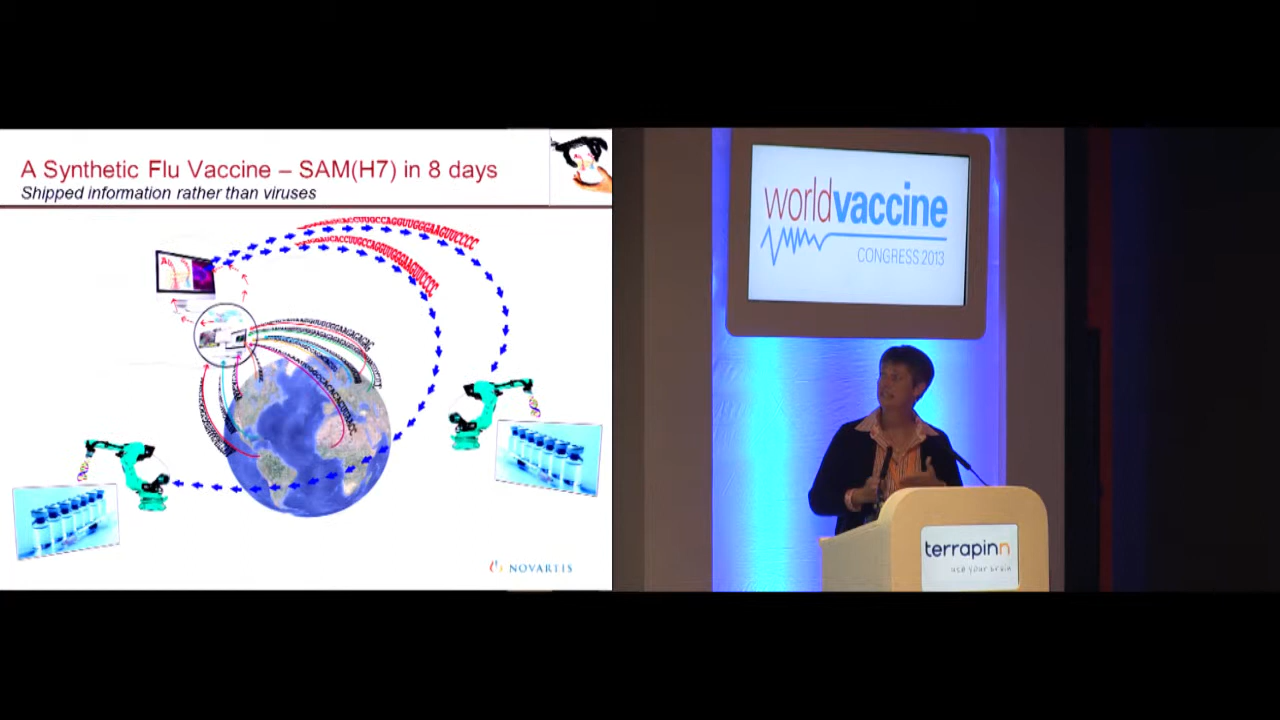 A Synthetic Flu Vaccine – SAM(H7) in 8 days
Shipped information rather than viruses
NOVARTIS
worldvaccine
CONGRESS 2013
terrapinn
use your brain